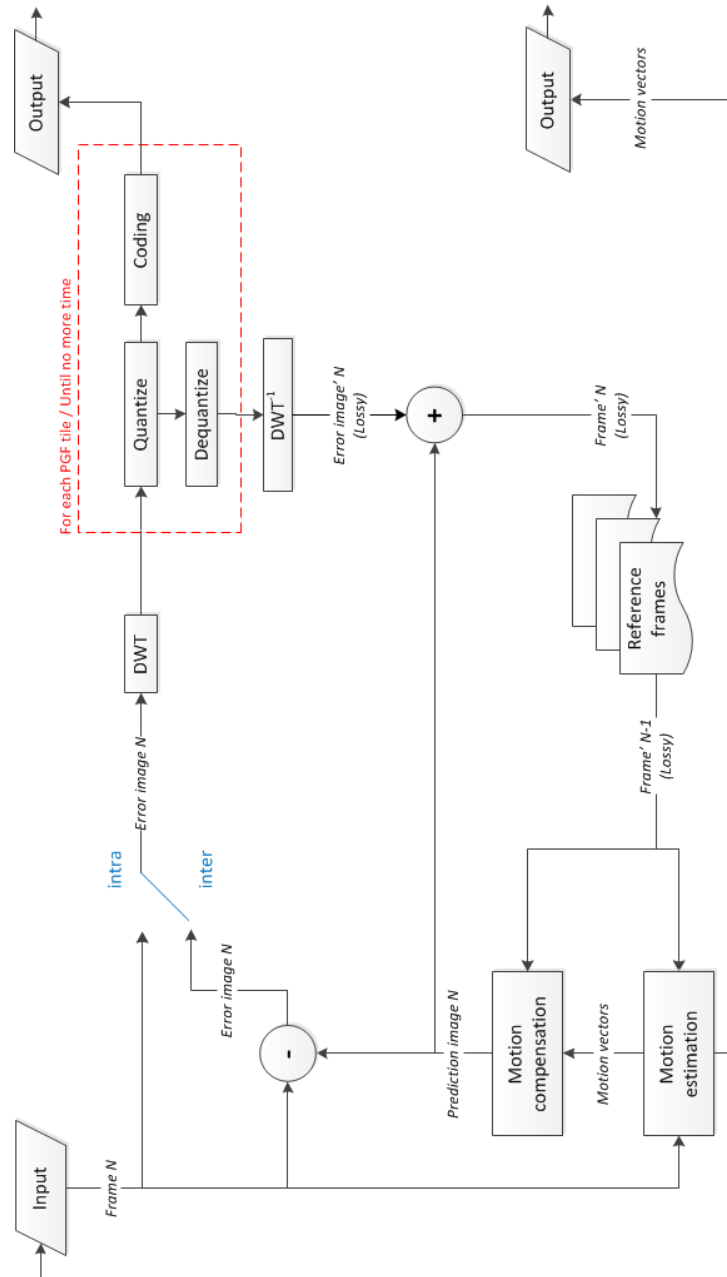 Input
Frame N
intra
inter
Error image N
DWT
For each PGF tile / Until no more time
Quantize
Coding
Output
Dequantize
DWT-1
Error image N
-
Error image' N
(Lossy)
+
Prediction image N
Motion
compensation
Motion vectors
Motion
estimation
Frame' N-1
(Lossy)
Reference
frames
Frame' N
(Lossy)
Output
Motion vectors